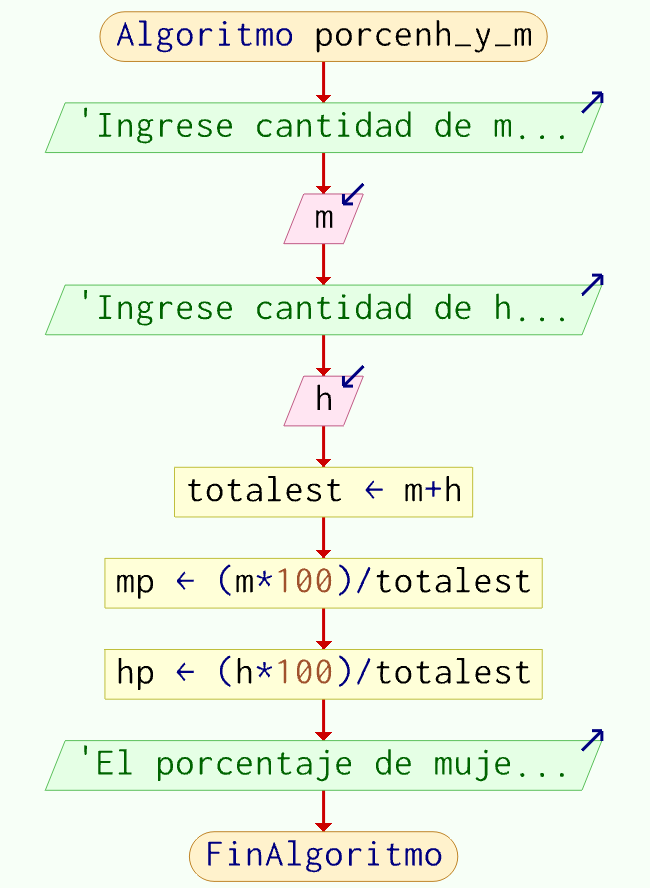 Algoritmo porcenh_y_m
'Ingrese cantidad de m...
m
'Ingrese cantidad de h...
h
totalest ← m+h
mp ← (m*100)/totalest
hp ← (h*100)/totalest
'El porcentaje de muje...
FinAlgoritmo